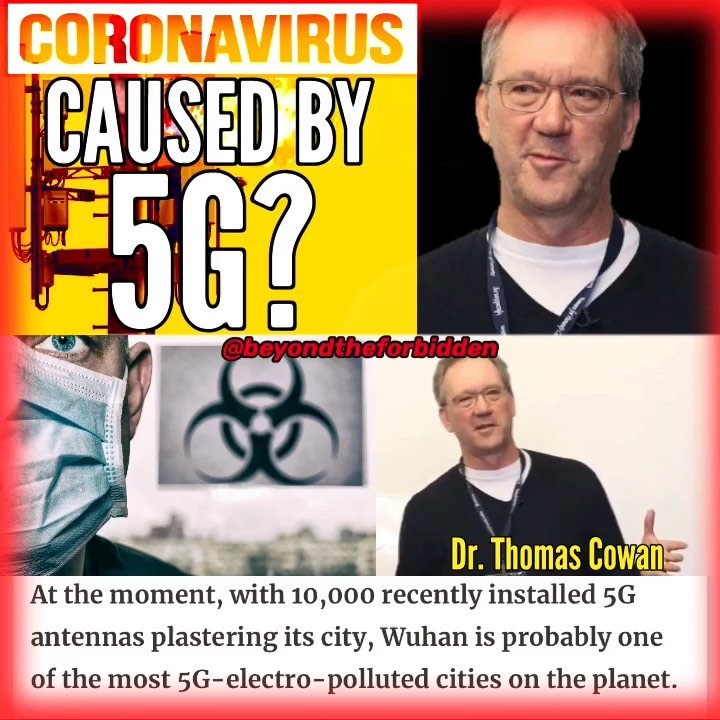 CORONAVIRUS
CAUSED BY
5G?
@beyondtheforbidden
Dr. Thomas Cowan
At the moment, with 10,000 recently installed 5G
antennas plastering its city, Wuhan is probably one
of the most 5G-electro-polluted cities on the planet.